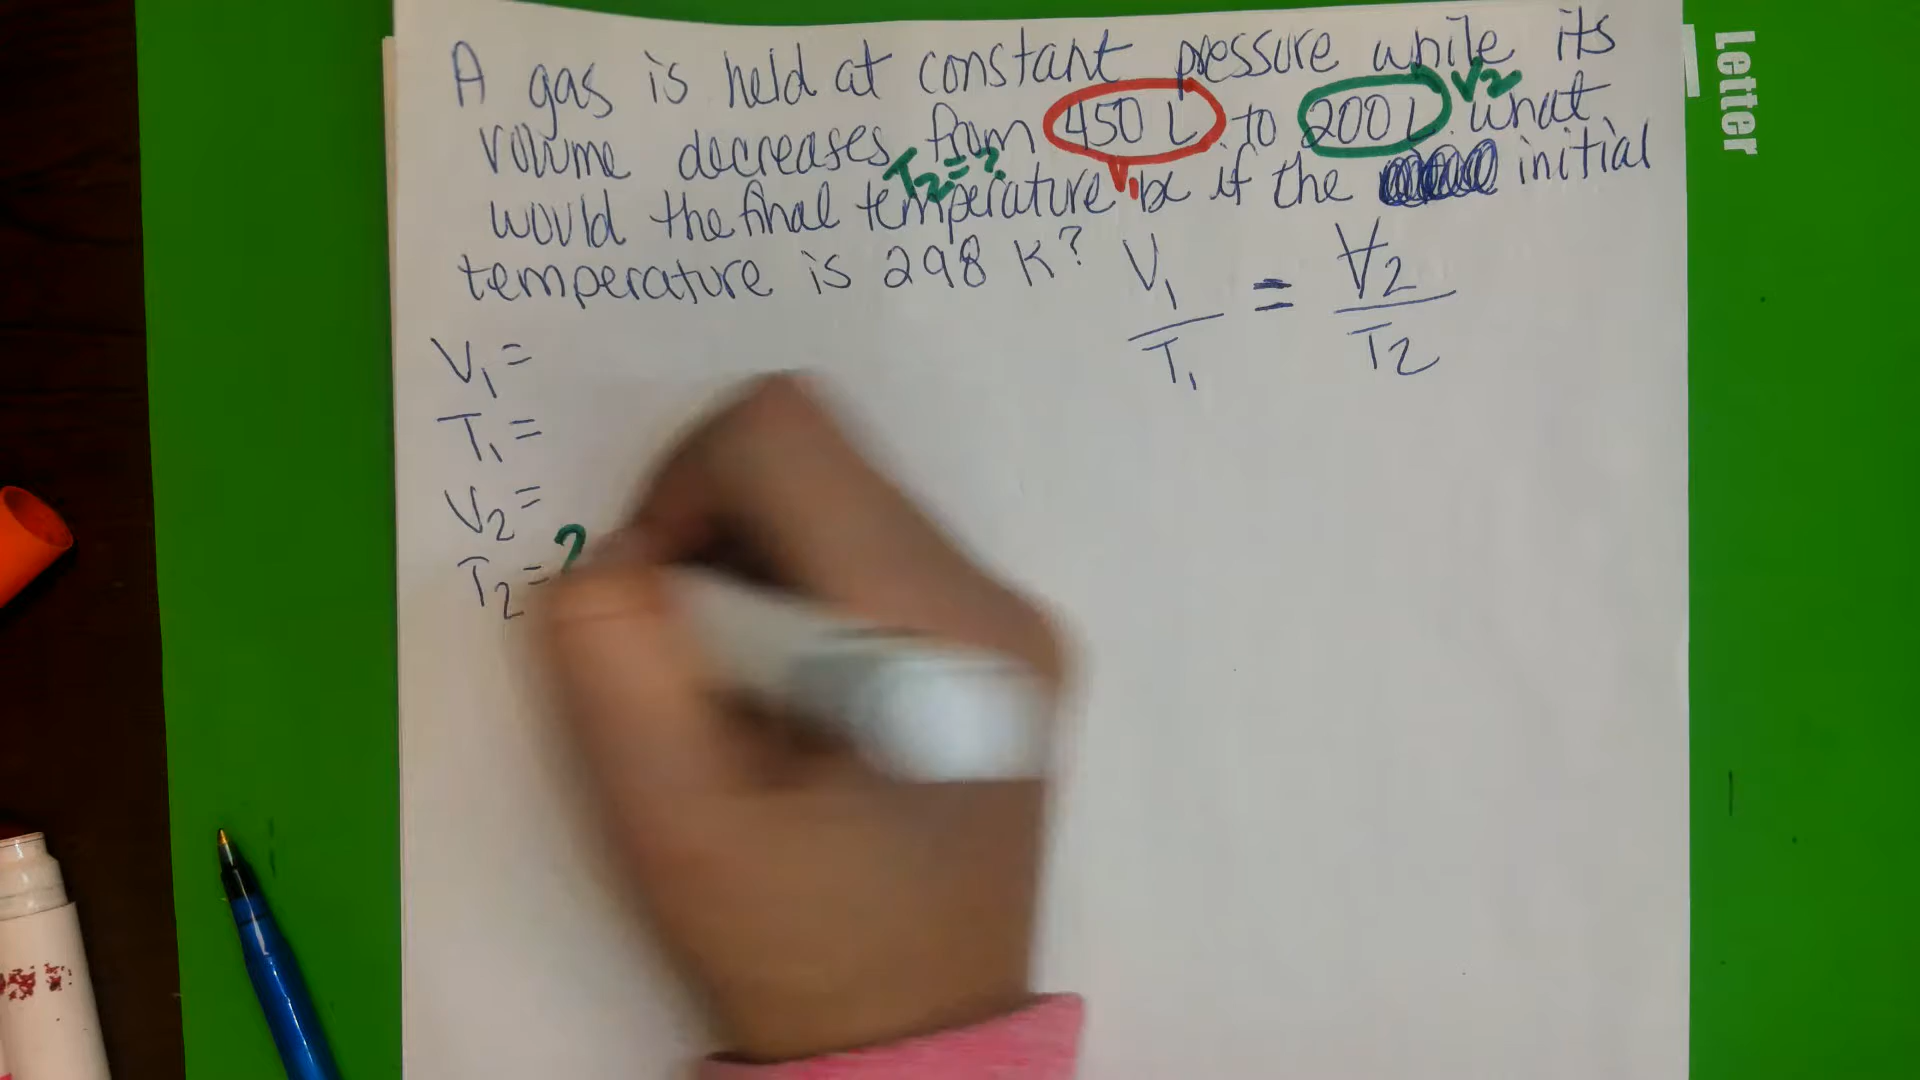 A gas is held at constant pressure while its
V2
volume decreases from 450 L to 200 L. what
T2=? V1
would the final temperature be if the initial
temperature is 298 K?
V1/T1 = V2/T2
V1 =
T1 =
V2 =
T2 = ?
Letter